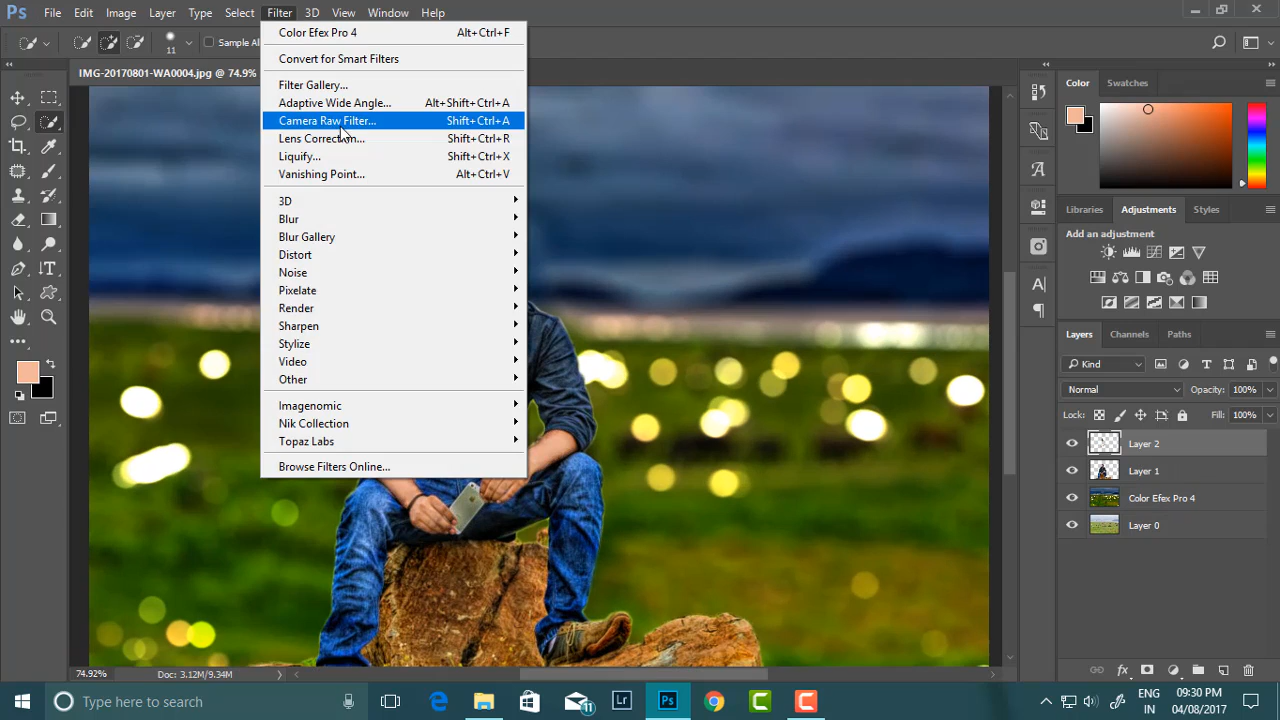 Ps File Edit Image Layer Type Select Filter 3D View Window Help
11 Sample Al
IMG-20170801-WA0004.jpg @ 74.9%
Color Efex Pro 4 Alt+Ctrl+F
Convert for Smart Filters
Filter Gallery...
Adaptive Wide Angle... Alt+Shift+Ctrl+A
Camera Raw Filter... Shift+Ctrl+A
Lens Correction... Shift+Ctrl+R
Liquify... Shift+Ctrl+X
Vanishing Point... Alt+Ctrl+V
3D
Blur
Blur Gallery
Distort
Noise
Pixelate
Render
Sharpen
Stylize
Video
Other
Imagenomic
Nik Collection
Topaz Labs
Browse Filters Online...
Color Swatches
Libraries Adjustments Styles
Add an adjustment
Layers Channels Paths
Kind
Normal Opacity: 100%
Lock: Fill: 100%
Layer 2
Layer 1
Color Efex Pro 4
Layer 0
74.92% Doc: 3.12M/9.34M
Type here to search
11
Lr
Ps
ENG
IN
09:30 PM
04/08/2017